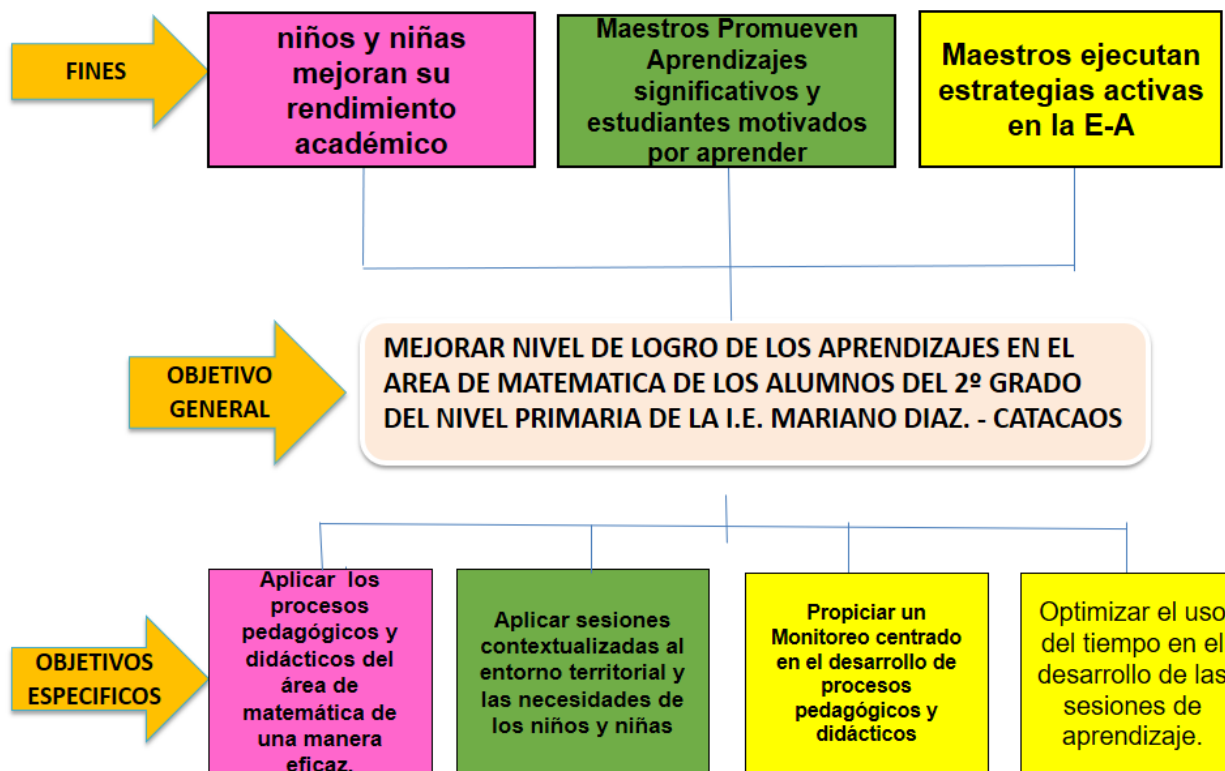 FINES
niños y niñas
mejoran su
rendimiento
académico
Maestros Promueven
Aprendizajes
significativos y
estudiantes motivados
por aprender
Maestros ejecutan
estrategias activas
en la E-A
OBJETIVO
GENERAL
MEJORAR NIVEL DE LOGRO DE LOS APRENDIZAJES EN EL
AREA DE MATEMATICA DE LOS ALUMNOS DEL 2º GRADO
DEL NIVEL PRIMARIA DE LA I.E. MARIANO DIAZ. - CATACAOS
OBJETIVOS
ESPECIFICOS
Aplicar los
procesos
pedagógicos y
didácticos del
área de
matemática de
una manera
eficaz.
Aplicar sesiones
contextualizadas al
entorno territorial y
las necesidades de
los niños y niñas
Propiciar un
Monitoreo centrado
en el desarrollo de
procesos
pedagógicos y
didácticos
Optimizar el uso
del tiempo en el
desarrollo de las
sesiones de
aprendizaje.